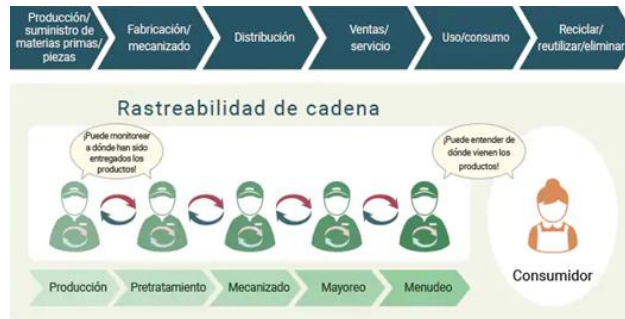 Producción/
suministro de
materias primas/
piezas
Fabricación/
mecanizado
Distribución
Ventas/
servicio
Uso/consumo
Reciclar/
reutilizar/eliminar
Rastreabilidad de cadena
¡Puede monitorear
a dónde han sido
entregados los
productos!
¡Puede entender de
dónde vienen los
productos!
Producción
Pretratamiento
Mecanizado
Mayoreo
Menudeo
Consumidor